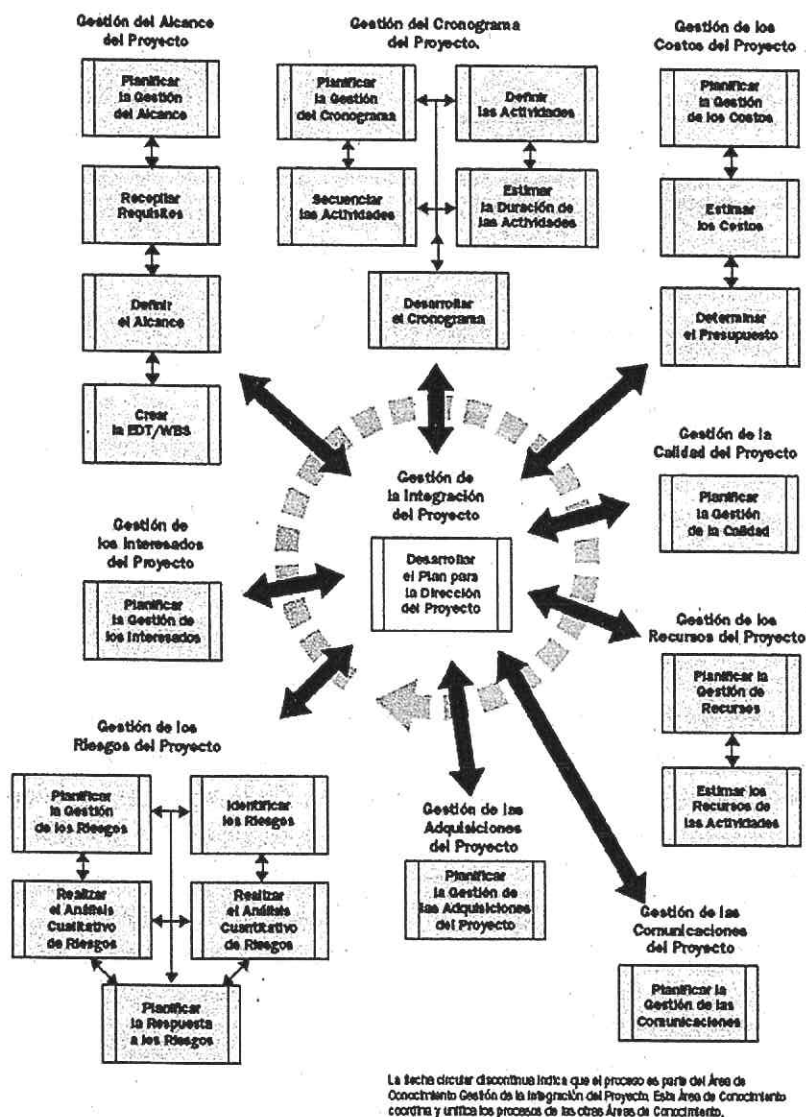 Gestión del Alcance
del Proyecto
Planificar
la Gestión
del Alcance
Recopilar
Requisitos
Definir
el Alcance
Crear
la EDT/WBS
Gestión del Cronograma
del Proyecto.
Planificar
la Gestión
del Cronograma
Definir
las Actividades
Secuenciar
las Actividades
Estimar
la Duración de
las Actividades
Desarrollar
el Cronograma
Gestión de los
Costos del Proyecto
Planificar
la Gestión
de los Costos
Estimar
los Costos
Determinar
el Presupuesto
Gestión de la
Calidad del Proyecto
Planificar
la Gestión
de la Calidad
Gestión de
la Integración
del Proyecto
Desarrollar
el Plan para
la Dirección
del Proyecto
Gestión de
los Interesados
del Proyecto
Planificar
la Gestión de
los Interesados
Gestión de los
Recursos del Proyecto
Planificar la
Gestión de
Recursos
Estimar los
Recursos de
las Actividades
Gestión de los
Riesgos del Proyecto
Planificar
la Gestión
de los Riesgos
Identificar
los Riesgos
Realizar
el Análisis
Cualitativo
de Riesgos
Realizar
el Análisis
Cuantitativo
de Riesgos
Planificar
la Respuesta
a los Riesgos
Gestión de las
Adquisiciones
del Proyecto
Planificar
la Gestión de
las Adquisiciones
del Proyecto
Gestión de las
Comunicaciones
del Proyecto
Planificar la
Gestión de las
Comunicaciones
La flecha circular discontinua indica que el proceso es parte del Área de
Conocimiento Gestión de la Integración del Proyecto. Esta Área de Conocimiento
coordina y unifica los procesos de las otras Áreas de Conocimiento.